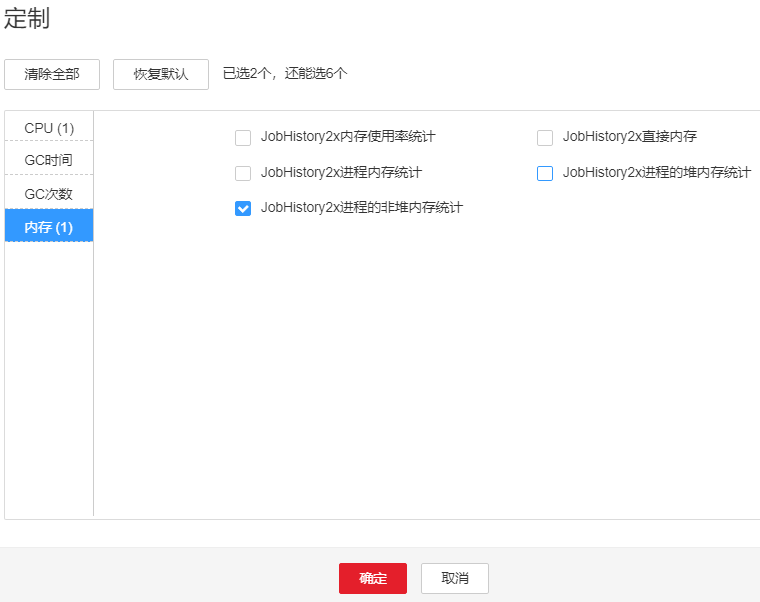 定制
清除全部 恢复默认 已选2个，还能选6个
CPU (1)
GC时间
GC次数
内存 (1)
JobHistory2x内存使用率统计 JobHistory2x直接内存
JobHistory2x进程内存统计 JobHistory2x进程的堆内存统计
JobHistory2x进程的非堆内存统计
确定 取消